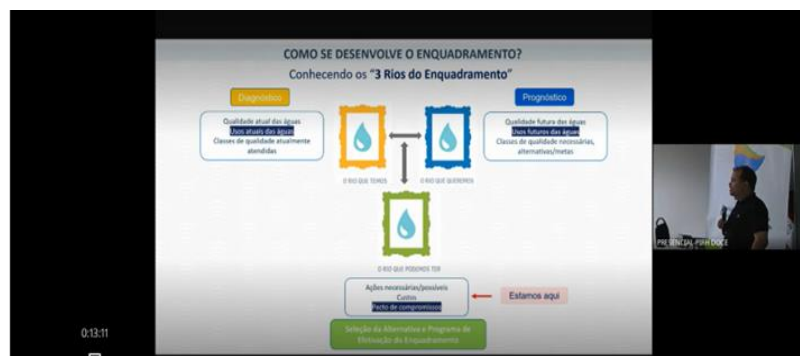 COMO SE DESENVOLVE O ENQUADRAMENTO?
Conhecendo os "3 Rios do Enquadramento"
Diagnóstico
Qualidade atual das águas
Usos atuais das águas
Classes de qualidade atualmente
atendidas
Prognóstico
Qualidade futura das águas
Usos futuros das águas
Classes de qualidade necessárias,
alternativas/metas
O RIO QUE TEMOS
O RIO QUE QUEREMOS
O RIO QUE PODEMOS TER
Ações necessárias/possíveis
Custos
Pacto de compromissos
Estamos aqui
Seleção da Alternativa e Programa de
Efetivação do Enquadramento
PRESENCIAL-PIRH DOCE
0:13:11